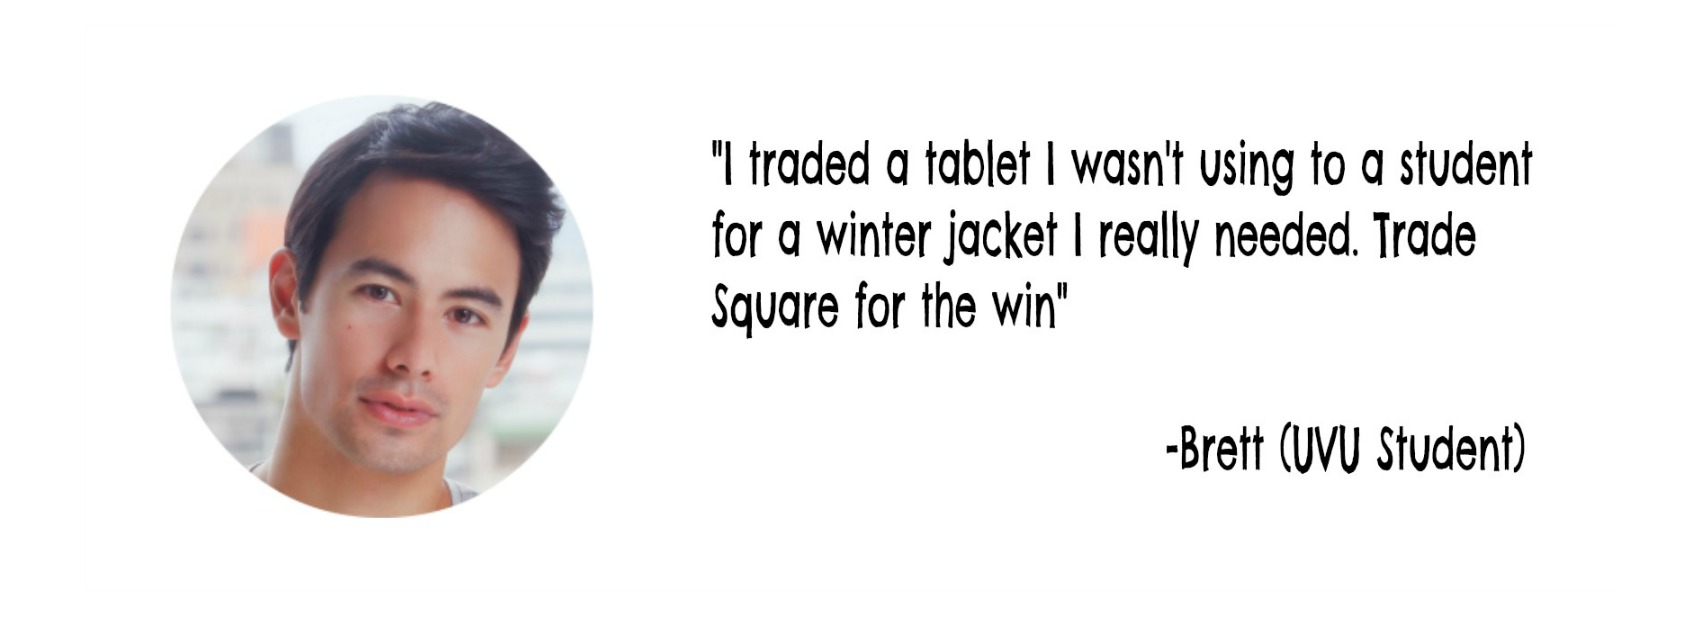 "I traded a tablet I wasn't using to a student
for a winter jacket I really needed. Trade
Square for the win"
-Brett (UVU Student)